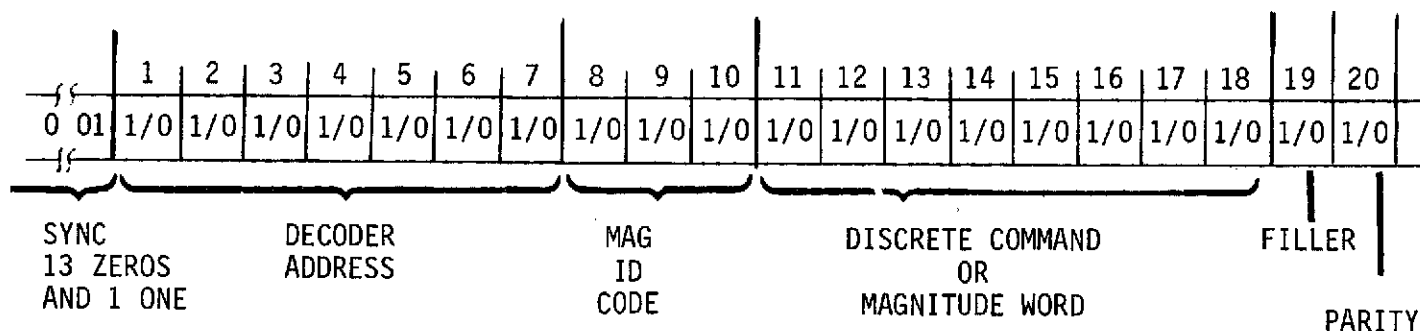 1 2 3 4 5 6 7 8 9 10 11 12 13 14 15 16 17 18 19 20
0 01 1/0 1/0 1/0 1/0 1/0 1/0 1/0 1/0 1/0 1/0 1/0 1/0 1/0 1/0 1/0 1/0 1/0 1/0 1/0 1/0
SYNC
13 ZEROS
AND 1 ONE
DECODER
ADDRESS
MAG
ID
CODE
DISCRETE COMMAND
OR
MAGNITUDE WORD
FILLER
PARITY